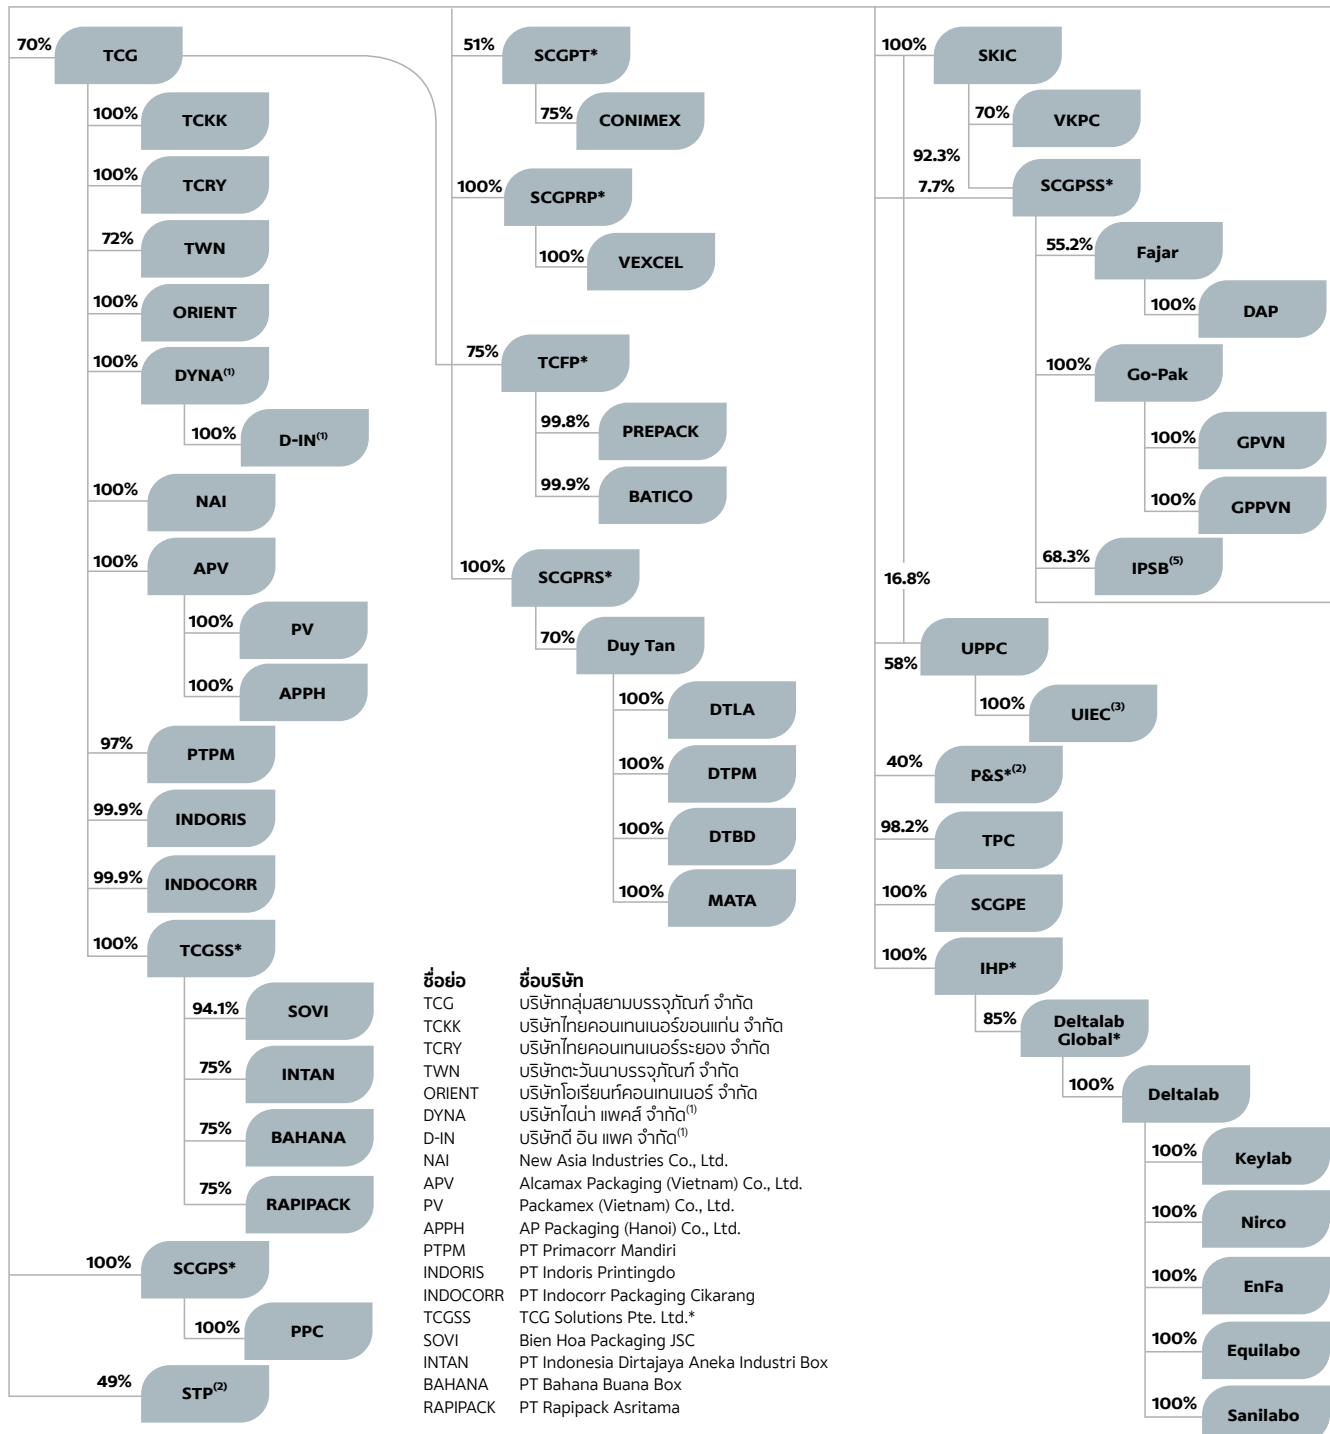 70% TCG
100% TCKK
100% TCRY
72% TWN
100% ORIENT
100% DYNA(1)
100% D-IN(1)
100% NAI
100% APV
100% PV
100% APPH
97% PTPM
99.9% INDORIS
99.9% INDOCORR
100% TCGSS*
94.1% SOVI
75% INTAN
75% BAHANA
75% RAPIPACK
100% SCGPS*
100% PPC
49% STP(2)
51% SCGPT*
75% CONIMEX
100% SCGPRP*
100% VEXCEL
75% TCFP*
99.8% PREPACK
99.9% BATICO
100% SCGPRS*
70% Duy Tan
100% DTLA
100% DTPM
100% DTBD
100% MATA
ชื่อย่อ ชื่อบริษัท
TCG บริษัทกลุ่มสยามบรรจุภัณฑ์ จำกัด
TCKK บริษัทไทยคอนเทนเนอร์ขอนแก่น จำกัด
TCRY บริษัทไทยคอนเทนเนอร์ระยอง จำกัด
TWN บริษัทตะวันนาบรรจุภัณฑ์ จำกัด
ORIENT บริษัทโอเรียนท์คอนเทนเนอร์ จำกัด
DYNA บริษัทไดน่า แพคส์ จำกัด(1)
D-IN บริษัทดี อิน แพค จำกัด(1)
NAI New Asia Industries Co., Ltd.
APV Alcamax Packaging (Vietnam) Co., Ltd.
PV Packamex (Vietnam) Co., Ltd.
APPH AP Packaging (Hanoi) Co., Ltd.
PTPM PT Primacorr Mandiri
INDORIS PT Indoris Printingdo
INDOCORR PT Indocorr Packaging Cikarang
TCGSS TCG Solutions Pte. Ltd.*
SOVI Bien Hoa Packaging JSC
INTAN PT Indonesia Dirtajaya Aneka Industri Box
BAHANA PT Bahana Buana Box
RAPIPACK PT Rapipack Asritama
100% SKIC
70% VKPC
92.3%
7.7% SCGPSS*
55.2% Fajar
100% DAP
100% Go-Pak
100% GPVN
100% GPPVN
68.3% IPSB(5)
16.8%
58% UPPC
100% UIEC(3)
40% P&S*(2)
98.2% TPC
100% SCGPE
100% IHP*
85% Deltalab
Global*
100% Deltalab
100% Keylab
100% Nirco
100% EnFa
100% Equilabo
100% Sanilabo